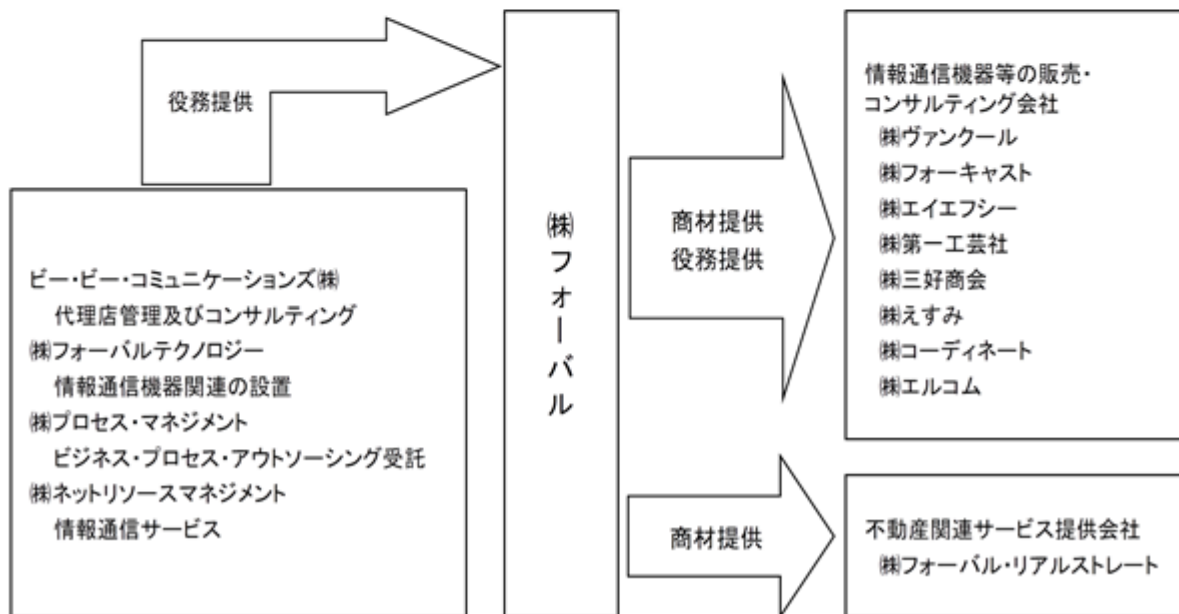 役務提供
ビー・ビー・コミュニケーションズ㈱
代理店管理及びコンサルティング
㈱フォーバルテクノロジー
情報通信機器関連の設置
㈱プロセス・マネジメント
ビジネス・プロセス・アウトソーシング受託
㈱ネットリソースマネジメント
情報通信サービス
㈱フォーバル
商材提供
役務提供
情報通信機器等の販売・
コンサルティング会社
㈱ヴァンクール
㈱フォーキャスト
㈱エイエフシー
㈱第一工芸社
㈱三好商会
㈱えすみ
㈱コーディネート
㈱エルコム
商材提供
不動産関連サービス提供会社
㈱フォーバル・リアルストレート